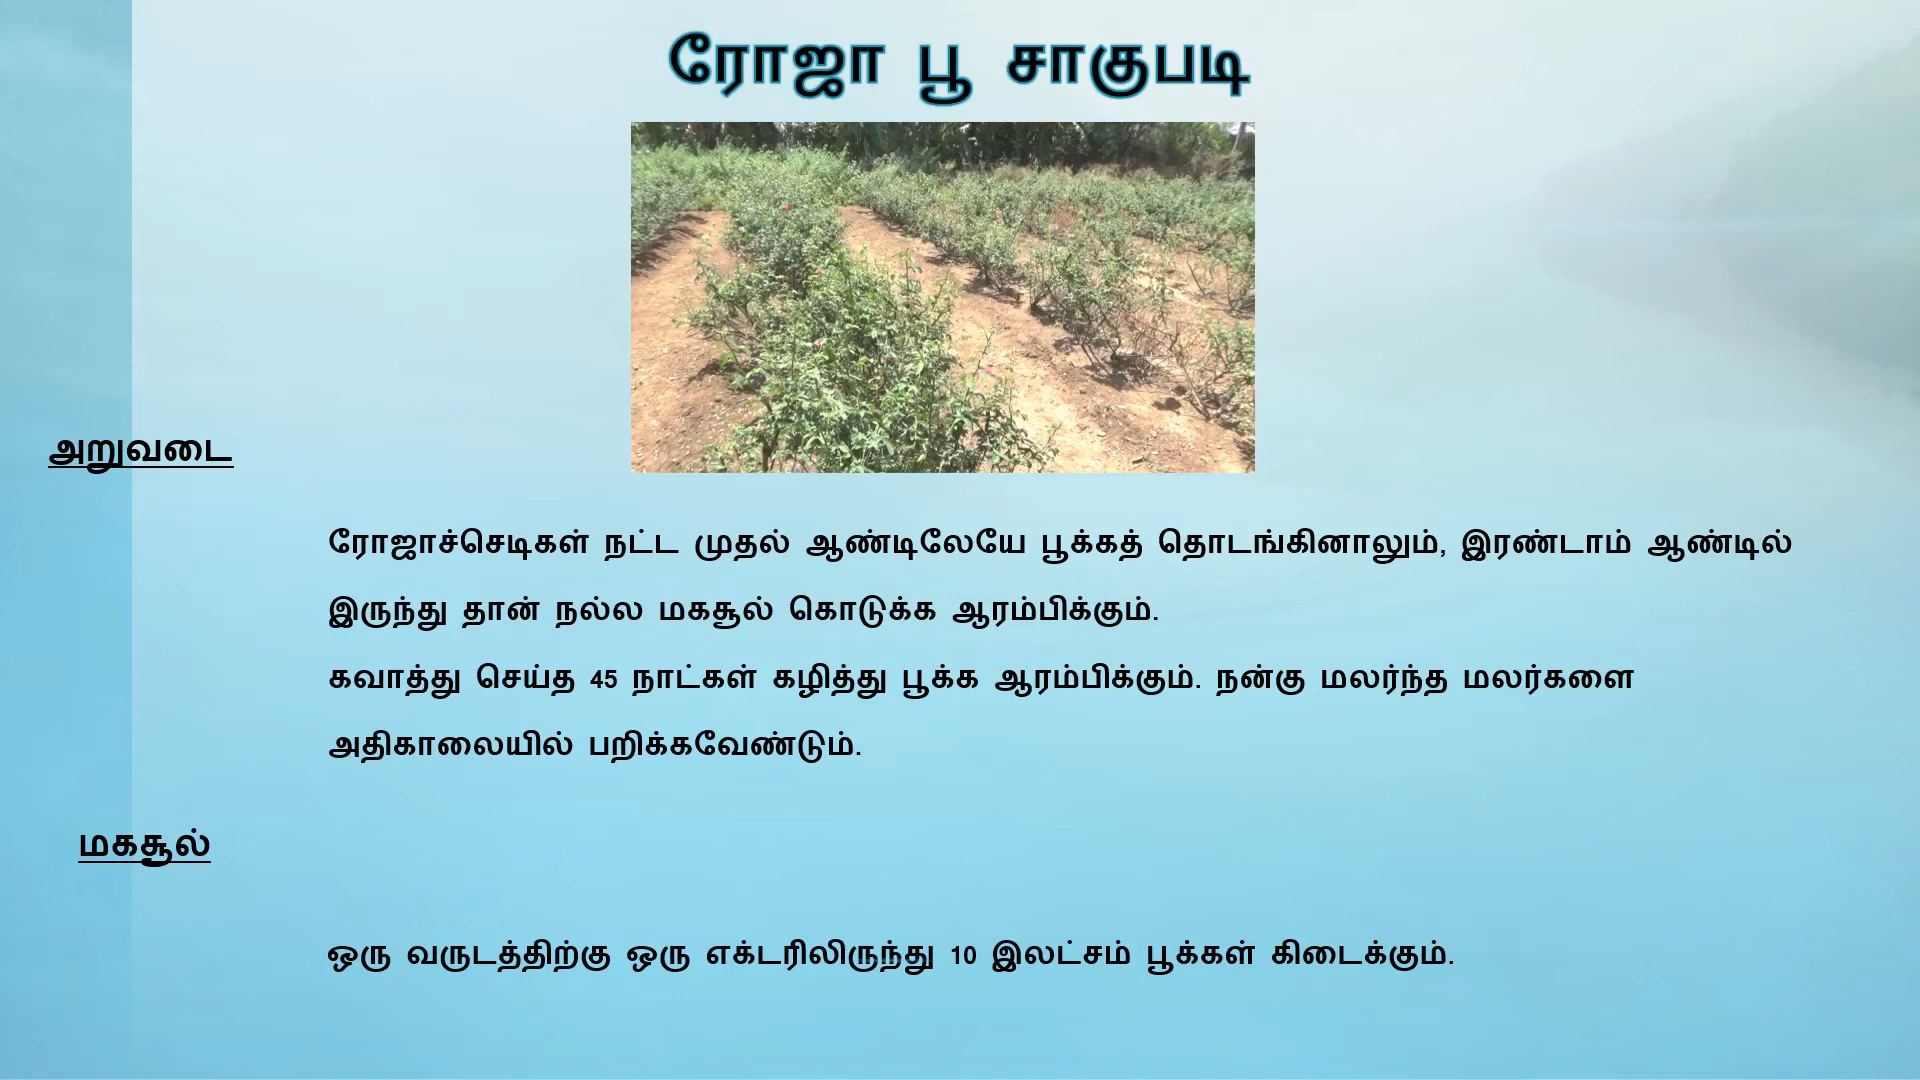 ரோஜா பூ சாகுபடி
அறுவடை
ரோஜாச்செடிகள் நட்ட முதல் ஆண்டிலேயே பூக்கத் தொடங்கினாலும், இரண்டாம் ஆண்டில்
இருந்து தான் நல்ல மகசூல் கொடுக்க ஆரம்பிக்கும்.
கவாத்து செய்த 45 நாட்கள் கழித்து பூக்க ஆரம்பிக்கும். நன்கு மலர்ந்த மலர்களை
அதிகாலையில் பறிக்கவேண்டும்.
மகசூல்
ஒரு வருடத்திற்கு ஒரு எக்டரிலிருந்து 10 இலட்சம் பூக்கள் கிடைக்கும்.